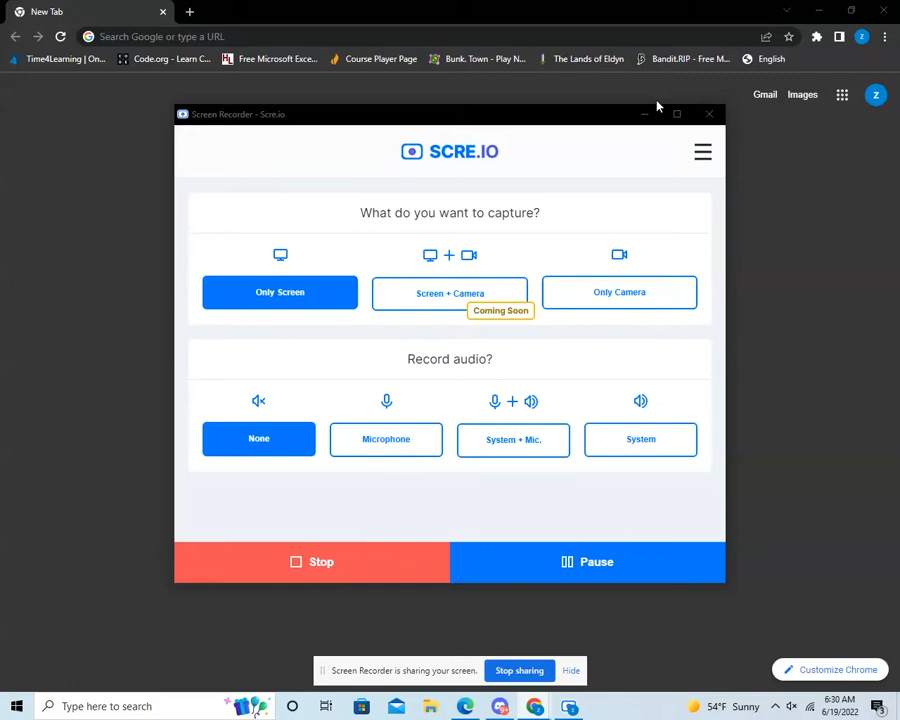 New Tab
Search Google or type a URL
Time4Learning | On...
Code.org - Learn C...
Free Microsoft Exce...
Course Player Page
Bunk. Town - Play N...
The Lands of Eldyn
Bandit.RIP - Free M...
English
Gmail
Images
Z
Screen Recorder - Scre.io
SCRE.IO
What do you want to capture?
Only Screen
Screen + Camera
Only Camera
Coming Soon
Record audio?
None
Microphone
System + Mic.
System
Stop
Pause
Screen Recorder is sharing your screen.
Stop sharing
Hide
Customize Chrome
Type here to search
54°F Sunny
6:30 AM
6/19/2022